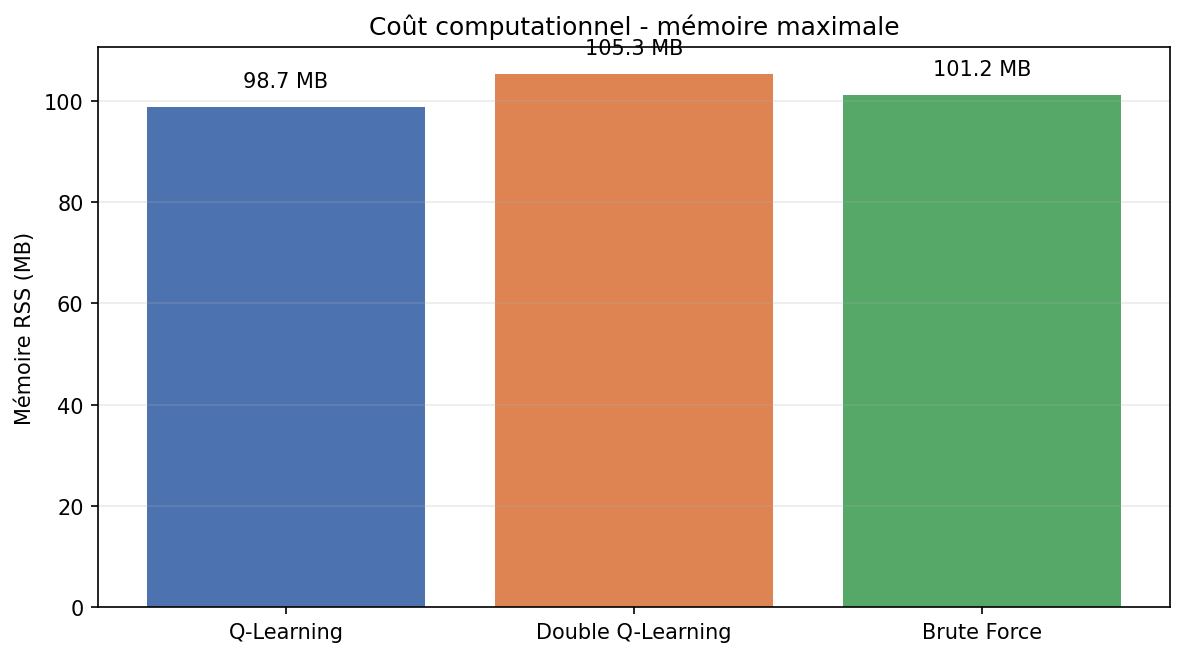 Coût computationnel - mémoire maximale
105.3 MB
98.7 MB
101.2 MB
Mémoire RSS (MB)
100
80
60
40
20
0
Q-Learning
Double Q-Learning
Brute Force